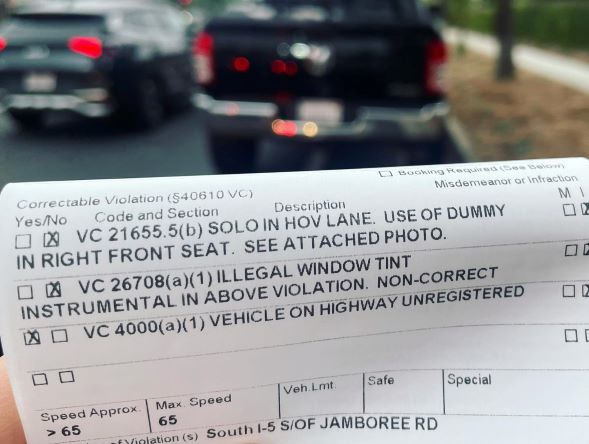 ☐ Booking Required (See Below)
Correctable Violation (§40610 VC)
Misdemeanor or Infraction
Yes/No Code and Section Description M I
☐ ☒ VC 21655.5(b) SOLO IN HOV LANE. USE OF DUMMY
IN RIGHT FRONT SEAT. SEE ATTACHED PHOTO.
☐ ☒ VC 26708(a)(1) ILLEGAL WINDOW TINT
INSTRUMENTAL IN ABOVE VIOLATION. NON-CORRECT
☒ ☐ VC 4000(a)(1) VEHICLE ON HIGHWAY UNREGISTERED
☐ ☐
Speed Approx. Max. Speed Veh.Lmt. Safe Special
> 65 65
of Violation (s) South I-5 S/OF JAMBOREE RD